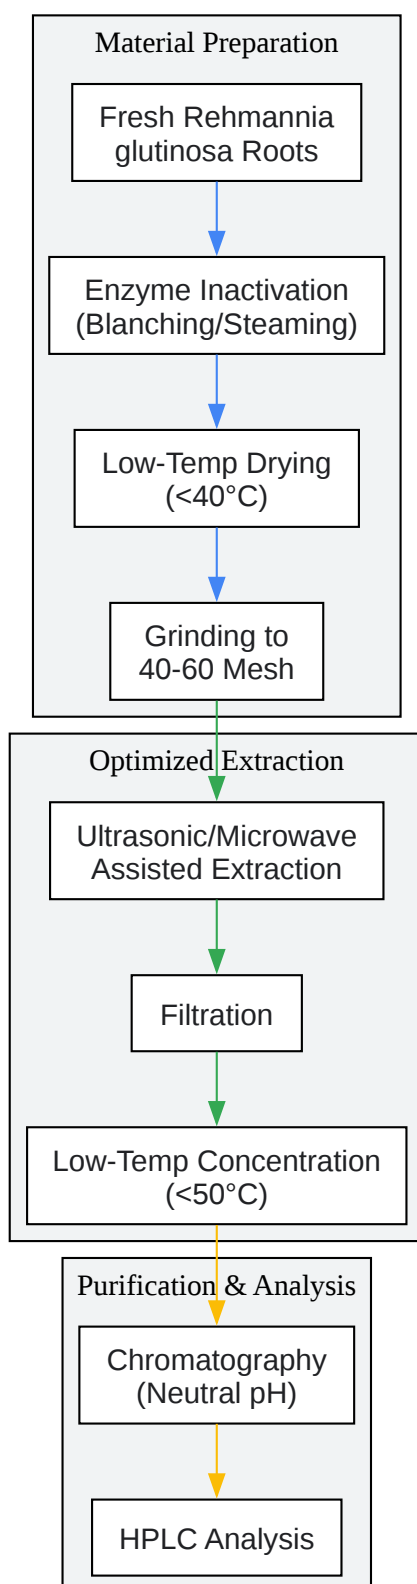 Material Preparation
Fresh Rehmannia
glutinosa Roots
Enzyme Inactivation
(Blanching/Steaming)
Low-Temp Drying
(<40°C)
Grinding to
40-60 Mesh
Optimized Extraction
Ultrasonic/Microwave
Assisted Extraction
Filtration
Low-Temp Concentration
(<50°C)
Purification & Analysis
Chromatography
(Neutral pH)
HPLC Analysis